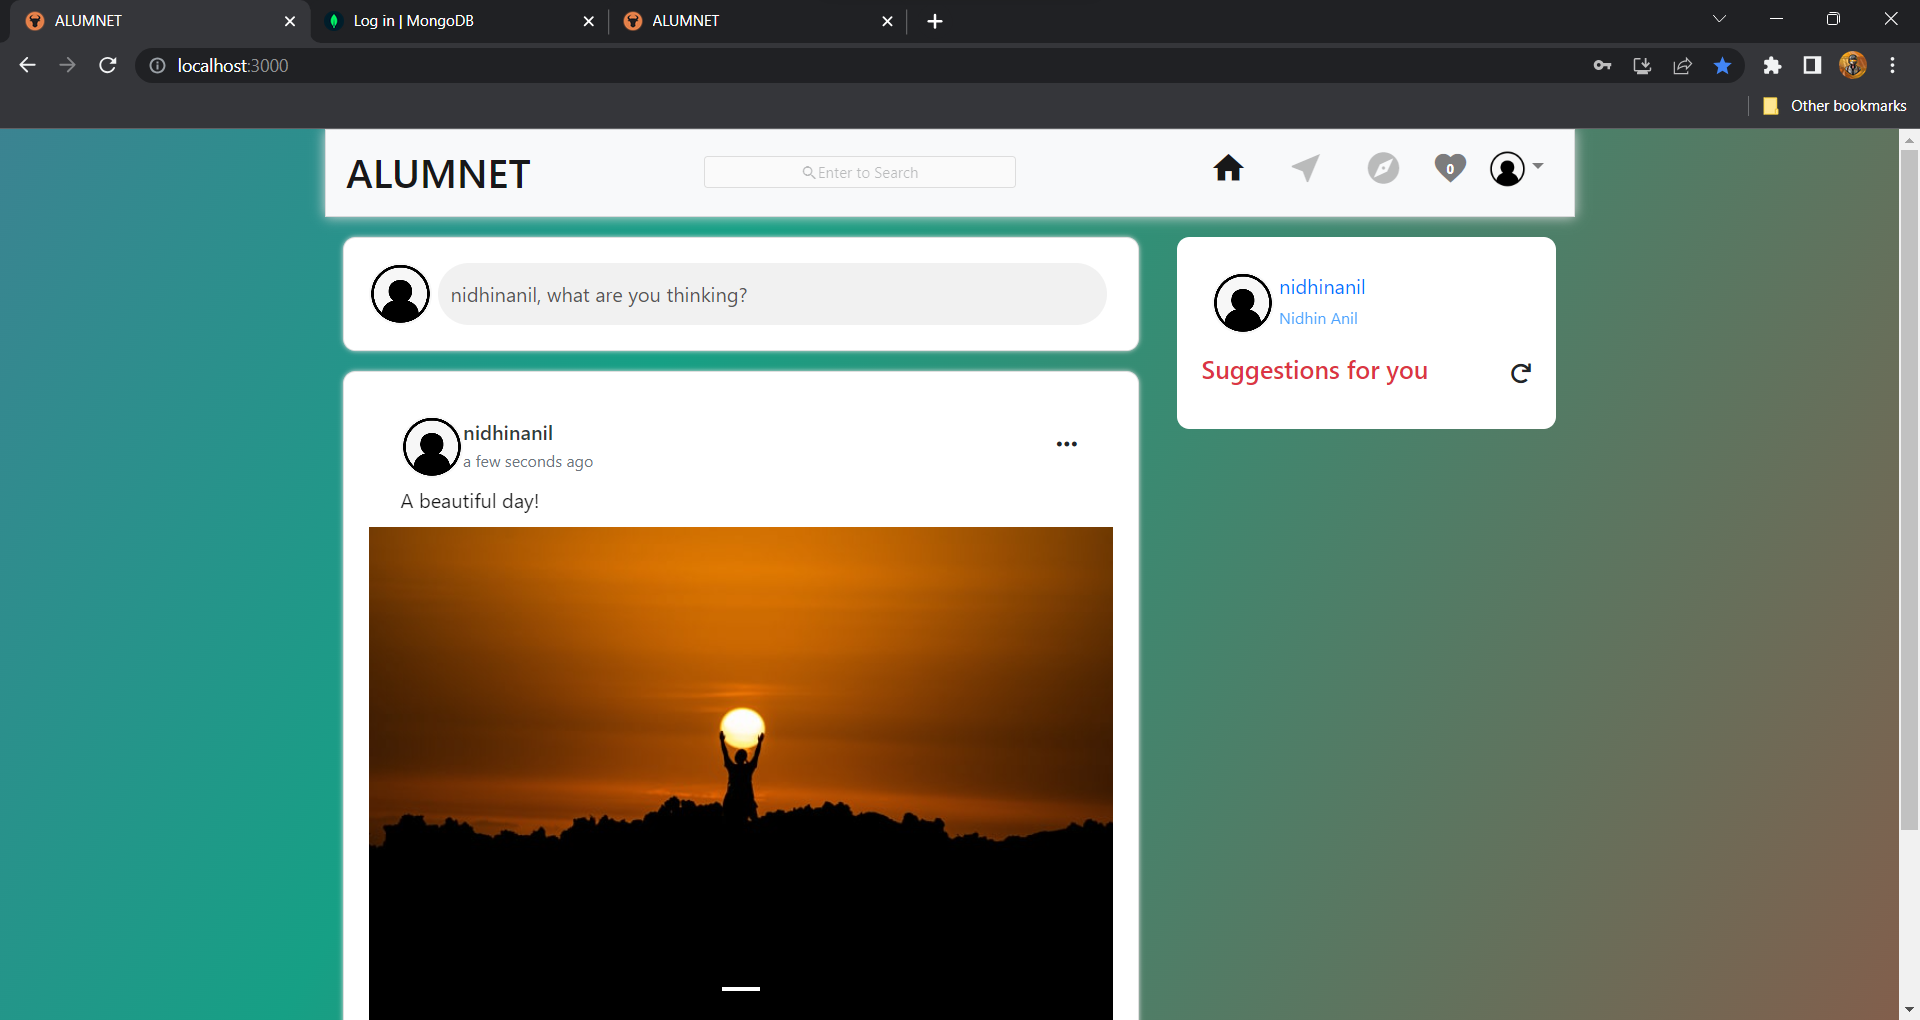 ALUMNET
Log in | MongoDB
ALUMNET
localhost:3000
Other bookmarks
ALUMNET
Enter to Search
0
nidhinanil, what are you thinking?
nidhinanil
Nidhin Anil
Suggestions for you
nidhinanil
a few seconds ago
A beautiful day!